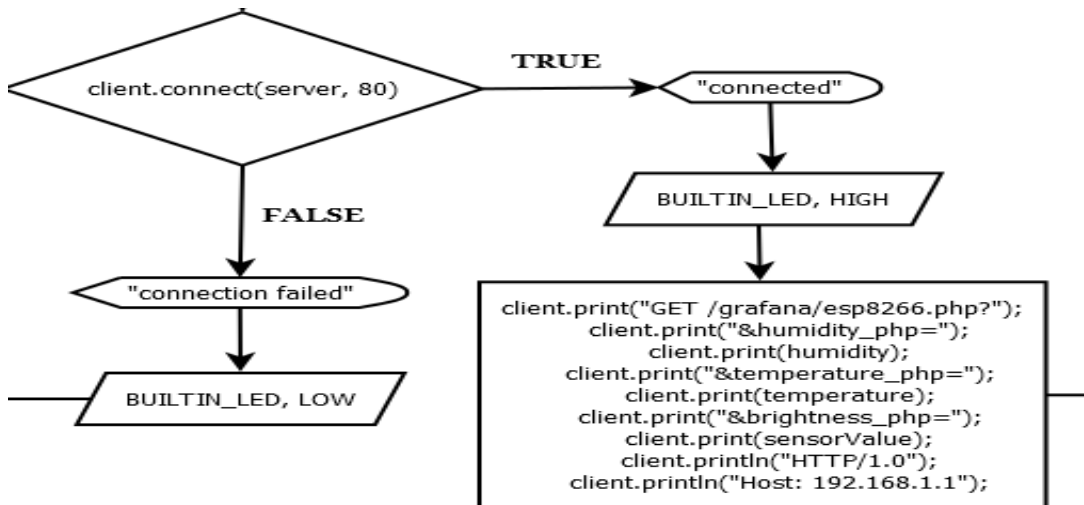 client.connect(server, 80)
TRUE
"connected"
BUILTIN_LED, HIGH
FALSE
"connection failed"
BUILTIN_LED, LOW
client.print("GET /grafana/esp8266.php?");
client.print("&humidity_php=");
client.print(humidity);
client.print("&temperature_php=");
client.print(temperature);
client.print("&brightness_php=");
client.print(sensorValue);
client.println("HTTP/1.0");
client.println("Host: 192.168.1.1");